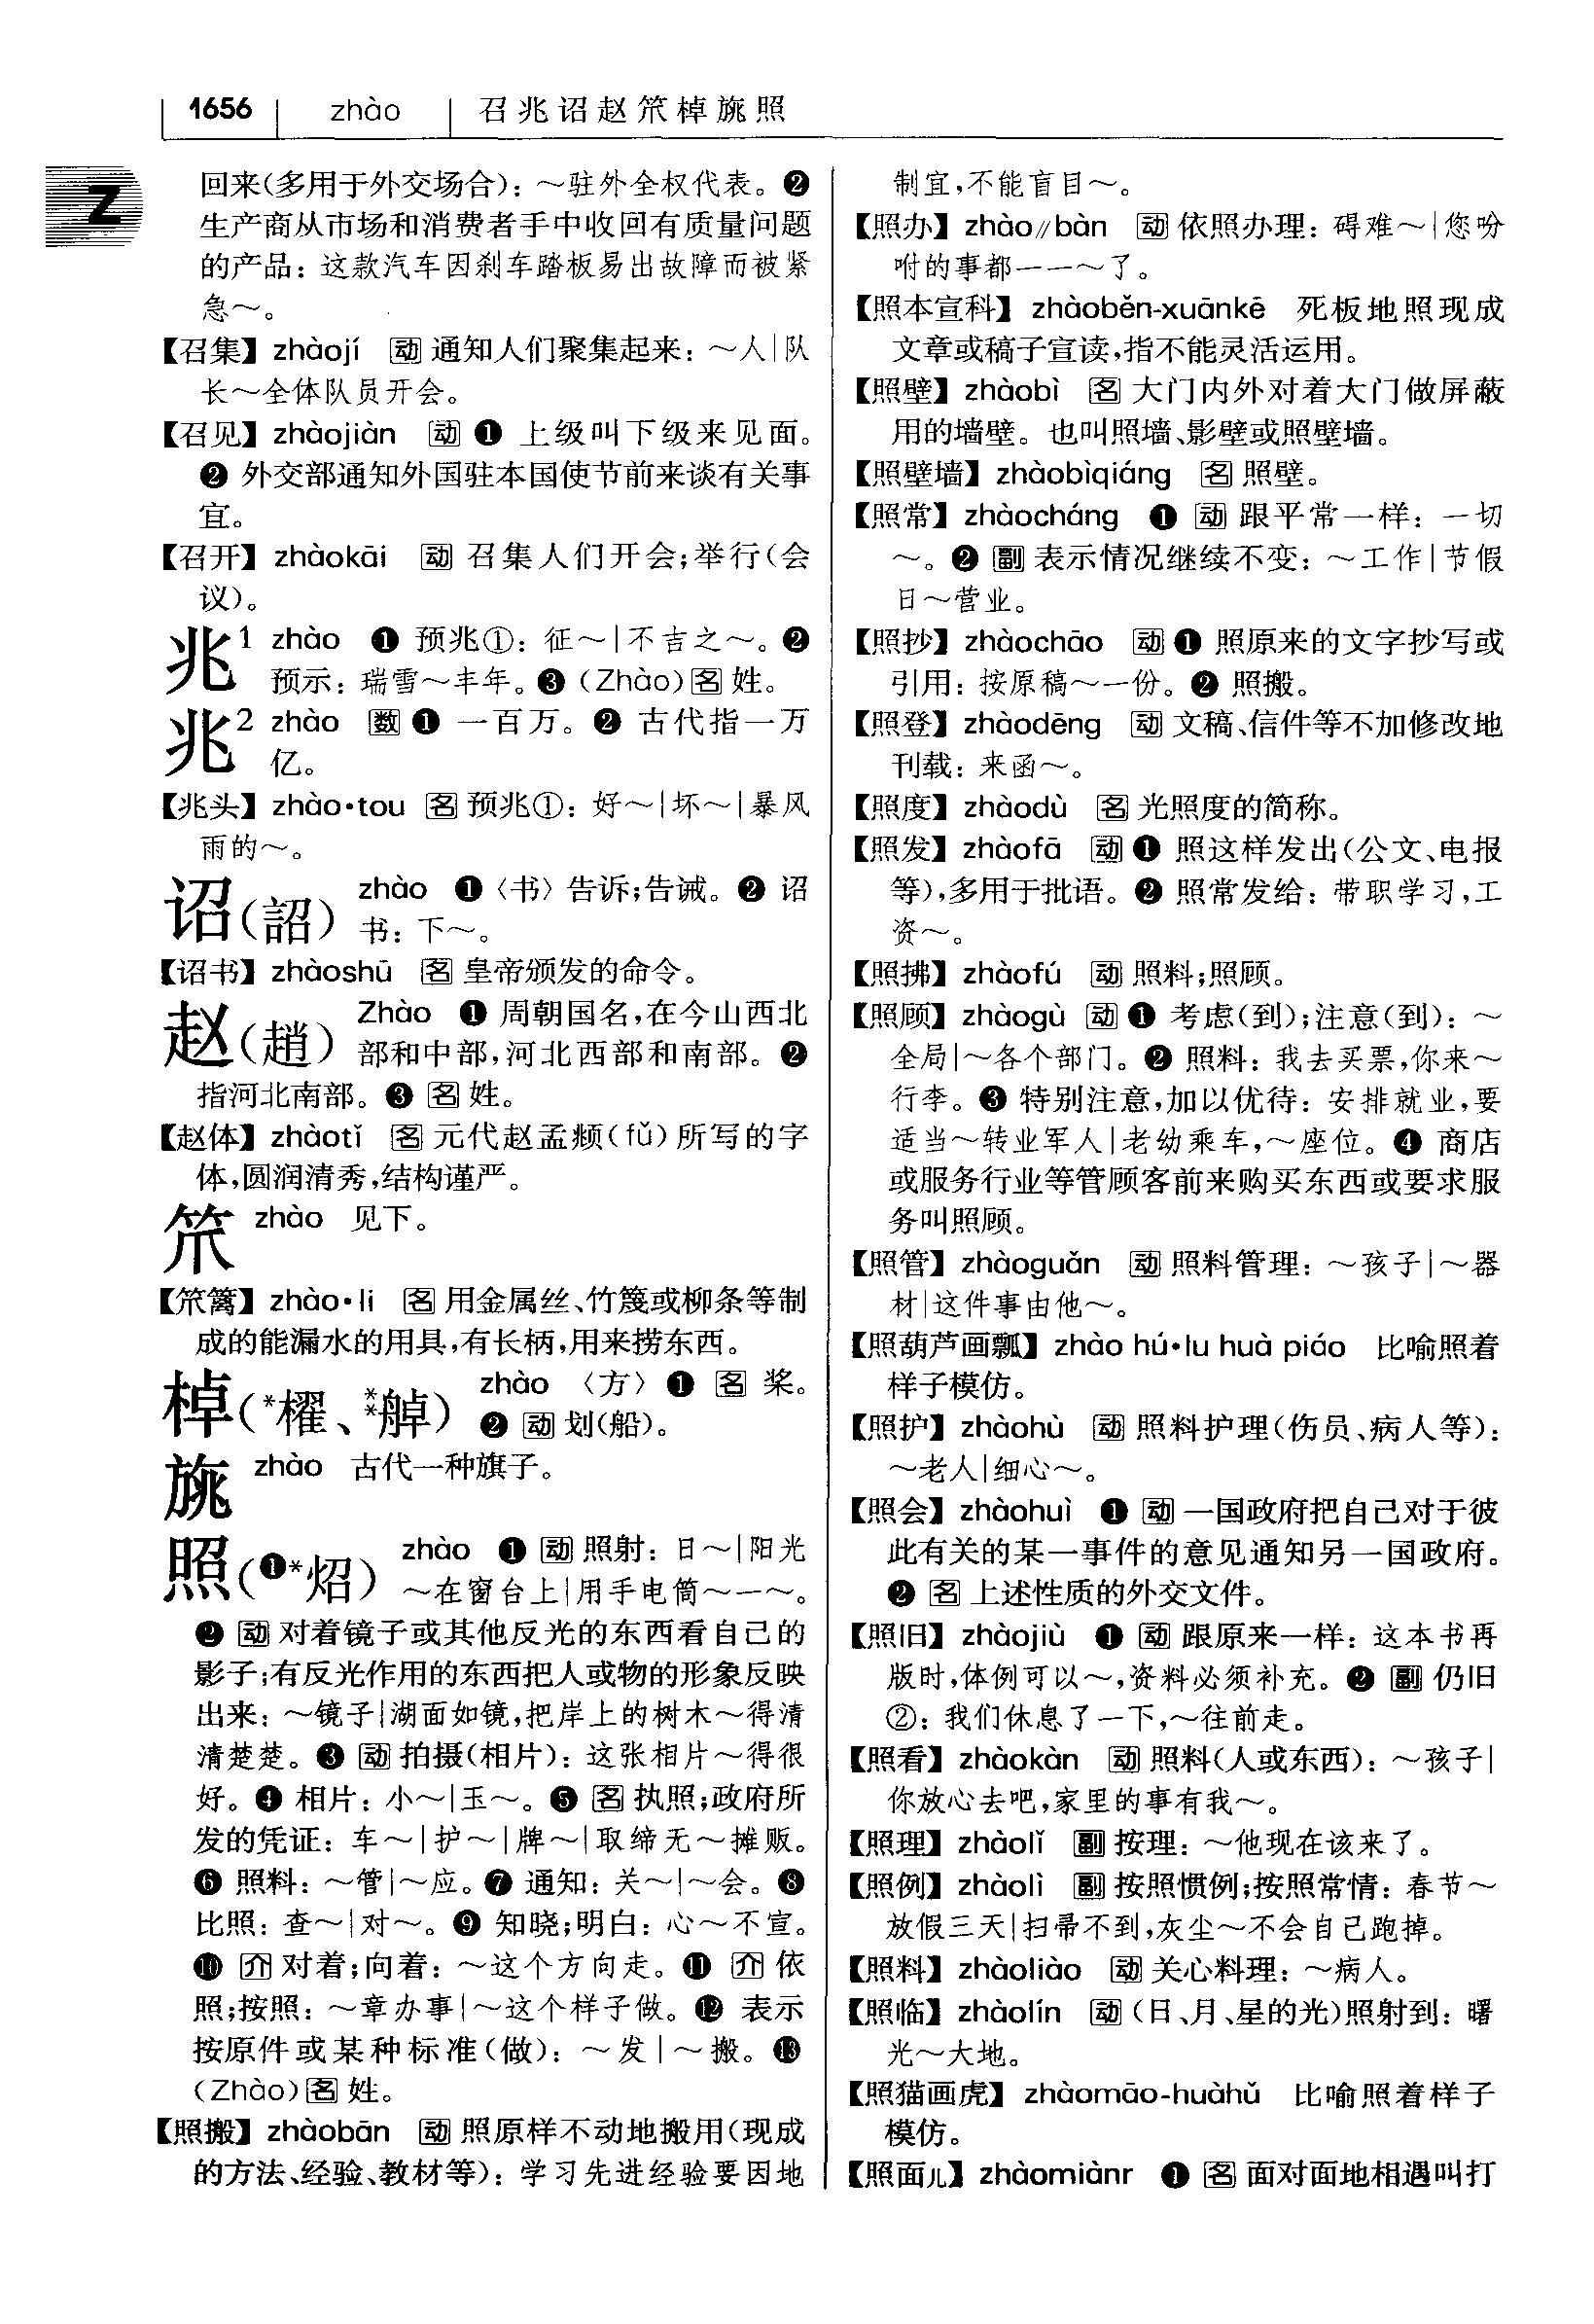 1656 zhào 召兆诏赵笊棹旐照
Z
回来(多用于外交场合)：～驻外全权代表。❷
生产商从市场和消费者手中收回有质量问题
的产品：这款汽车因刹车踏板易出故障而被紧
急～。
【召集】zhàojí 动 通知人们聚集起来：～人|队
长～全体队员开会。
【召见】zhàojiàn 动 ❶ 上级叫下级来见面。
❷ 外交部通知外国驻本国使节前来谈有关事
宜。
【召开】zhàokāi 动 召集人们开会;举行(会
议)。
兆1 zhào ❶ 预兆①：征～|不吉之～。❷
预示：瑞雪～丰年。❸ (Zhào)名 姓。
兆2 zhào 数 ❶ 一百万。❷ 古代指一万
亿。
【兆头】zhào·tou 名 预兆①：好～|坏～|暴风
雨的～。
诏(詔) zhào ❶〈书〉告诉;告诫。❷ 诏
书：下～。
【诏书】zhàoshū 名 皇帝颁发的命令。
赵(趙) Zhào ❶ 周朝国名,在今山西北
部和中部,河北西部和南部。❷
指河北南部。❸ 名 姓。
【赵体】zhàotǐ 名 元代赵孟𫖯(fǔ)所写的字
体,圆润清秀,结构谨严。
笊 zhào 见下。
【笊篱】zhào·li 名 用金属丝、竹篾或柳条等制
成的能漏水的用具,有长柄,用来捞东西。
棹(*櫂、**䑲) zhào 〈方〉❶ 名 桨。
❷ 动 划(船)。
旐 zhào 古代一种旗子。
照(❶*炤) zhào ❶ 动 照射：日～|阳光
～在窗台上|用手电筒～一～。
❷ 动 对着镜子或其他反光的东西看自己的
影子;有反光作用的东西把人或物的形象反映
出来：～镜子|湖面如镜,把岸上的树木～得清
清楚楚。❸ 动 拍摄(相片)：这张相片～得很
好。❹ 相片：小～|玉～。❺ 名 执照;政府所
发的凭证：车～|护～|牌～|取缔无～摊贩。
❻ 照料：～管|～应。❼ 通知：关～|～会。❽
比照：查～|对～。❾ 知晓;明白：心～不宣。
❿ 介 对着;向着：～这个方向走。⓫ 介 依
照;按照：～章办事|～这个样子做。⓬ 表示
按原件或某种标准(做)：～发|～搬。⓭
(Zhào)名 姓。
【照搬】zhàobān 动 照原样不动地搬用(现成
的方法、经验、教材等)：学习先进经验要因地
制宜,不能盲目～。
【照办】zhào//bàn 动 依照办理：碍难～|您吩
咐的事都一一～了。
【照本宣科】zhàoběn-xuānkē 死板地照现成
文章或稿子宣读,指不能灵活运用。
【照壁】zhàobì 名 大门内外对着大门做屏蔽
用的墙壁。也叫照墙、影壁或照壁墙。
【照壁墙】zhàobìqiáng 名 照壁。
【照常】zhàocháng ❶ 动 跟平常一样：一切
～。❷ 副 表示情况继续不变：～工作|节假
日～营业。
【照抄】zhàochāo 动 ❶ 照原来的文字抄写或
引用：按原稿～一份。❷ 照搬。
【照登】zhàodēng 动 文稿、信件等不加修改地
刊载：来函～。
【照度】zhàodù 名 光照度的简称。
【照发】zhàofā 动 ❶ 照这样发出(公文、电报
等),多用于批语。❷ 照常发给：带职学习,工
资～。
【照拂】zhàofú 动 照料;照顾。
【照顾】zhàogù 动 ❶ 考虑(到);注意(到)：～
全局|～各个部门。❷ 照料：我去买票,你来～
行李。❸ 特别注意,加以优待：安排就业,要
适当～转业军人|老幼乘车,～座位。❹ 商店
或服务行业等管顾客前来购买东西或要求服
务叫照顾。
【照管】zhàoguǎn 动 照料管理：～孩子|～器
材|这件事由他～。
【照葫芦画瓢】zhào hú·lu huà piáo 比喻照着
样子模仿。
【照护】zhàohù 动 照料护理(伤员、病人等)：
～老人|细心～。
【照会】zhàohuì ❶ 动 一国政府把自己对于彼
此有关的某一事件的意见通知另一国政府。
❷ 名 上述性质的外交文件。
【照旧】zhàojiù ❶ 动 跟原来一样：这本书再
版时,体例可以～,资料必须补充。❷ 副 仍旧
②：我们休息了一下,～往前走。
【照看】zhàokàn 动 照料(人或东西)：～孩子|
你放心去吧,家里的事有我～。
【照理】zhàolǐ 副 按理：～他现在该来了。
【照例】zhàolì 副 按照惯例;按照常情：春节～
放假三天|扫帚不到,灰尘～不会自己跑掉。
【照料】zhàoliào 动 关心料理：～病人。
【照临】zhàolín 动 (日、月、星的光)照射到：曙
光～大地。
【照猫画虎】zhàomāo-huàhǔ 比喻照着样子
模仿。
【照面儿】zhàomiànr ❶ 名 面对面地相遇叫打